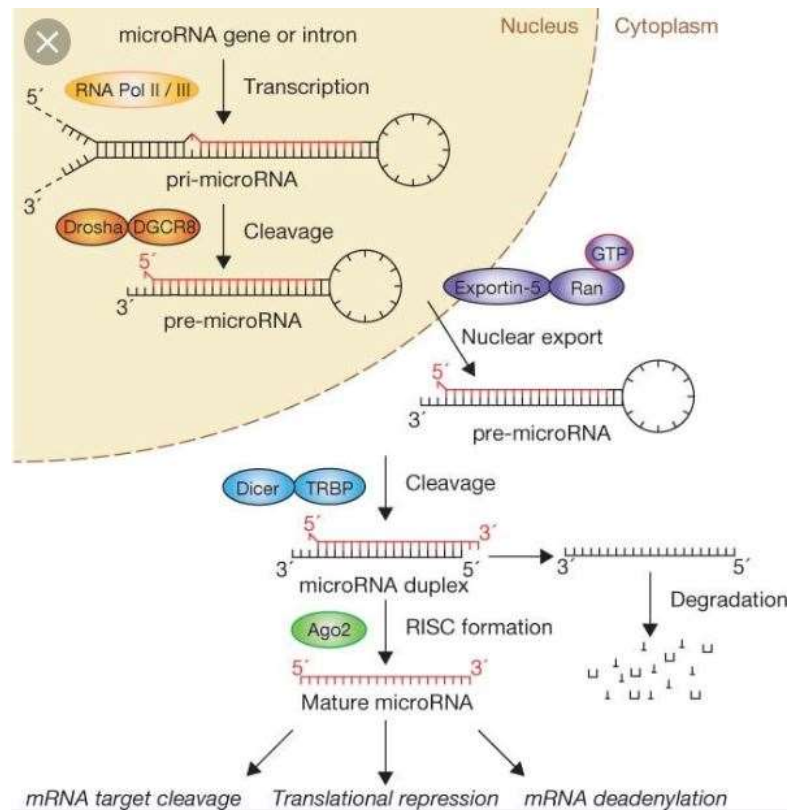 microRNA gene or intron
Nucleus
Cytoplasm
RNA Pol II / III
Transcription
5´
3´
pri-microRNA
Drosha
DGCR8
Cleavage
5´
3´
pre-microRNA
GTP
Exportin-5
Ran
Nuclear export
5´
3´
pre-microRNA
Dicer
TRBP
Cleavage
5´
3´
3´
5´
microRNA duplex
3´
5´
Degradation
Ago2
RISC formation
5´
3´
Mature microRNA
mRNA target cleavage
Translational repression
mRNA deadenylation